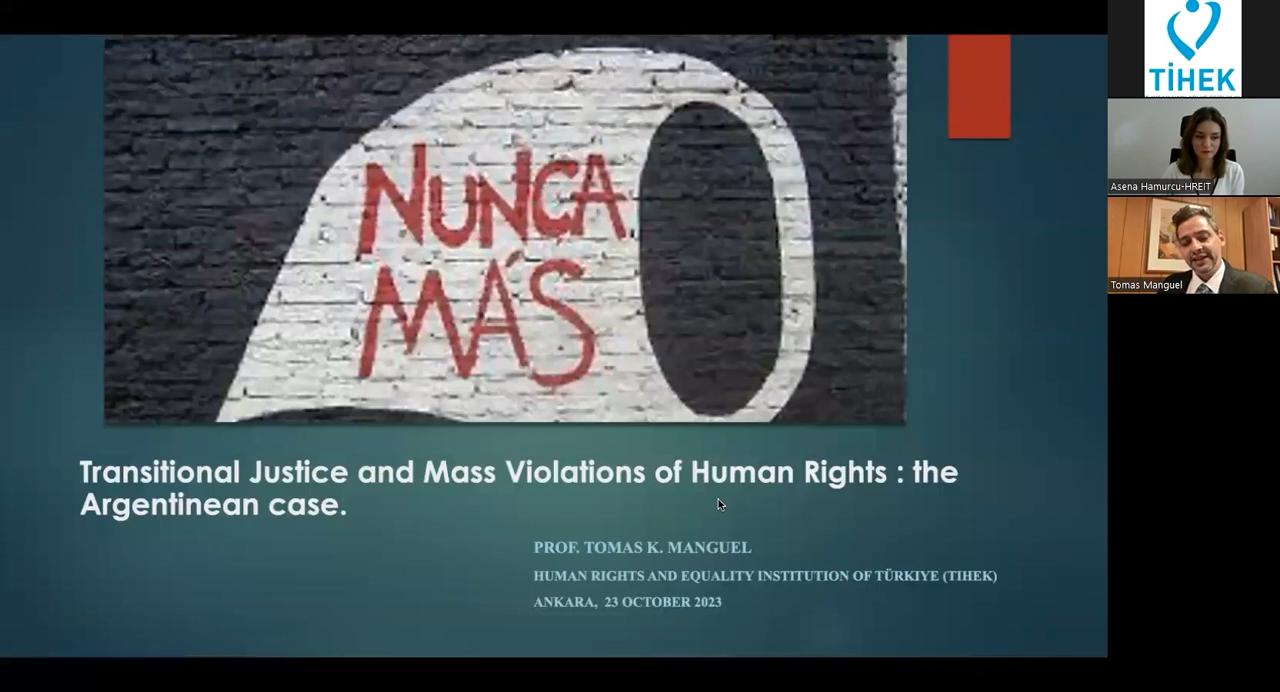 NUNCA
MÁS
Transitional Justice and Mass Violations of Human Rights : the
Argentinean case.
PROF. TOMAS K. MANGUEL
HUMAN RIGHTS AND EQUALITY INSTITUTION OF TÜRKIYE (TIHEK)
ANKARA, 23 OCTOBER 2023
TİHEK
Asena Hamurcu-HREIT
Tomas Manguel